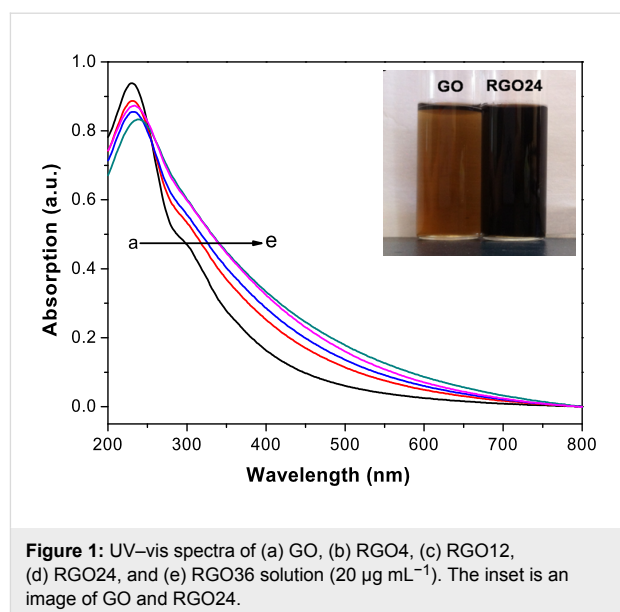 1.0
0.8
0.6
0.4
0.2
0.0
Absorption (a.u.)
GO RGO24
a e
200 300 400 500 600 700 800
Wavelength (nm)
Figure 1: UV–vis spectra of (a) GO, (b) RGO4, (c) RGO12,
(d) RGO24, and (e) RGO36 solution (20 µg mL⁻¹). The inset is an
image of GO and RGO24.